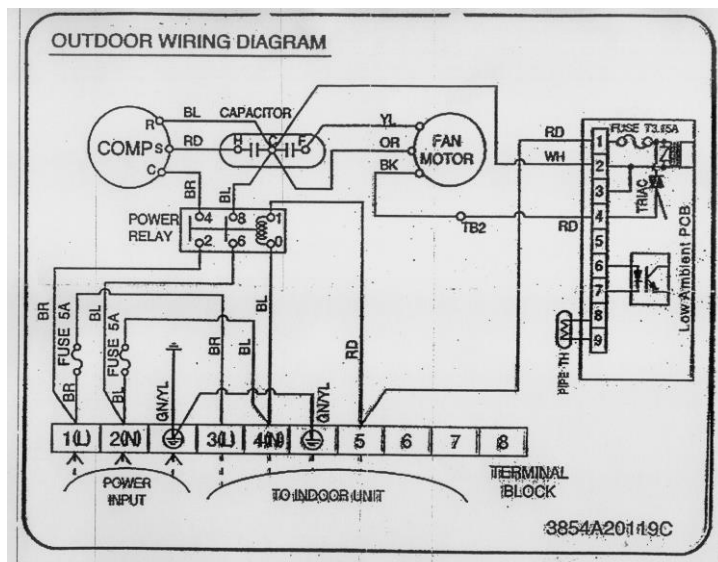 OUTDOOR WIRING DIAGRAM
BL
CAPACITOR
YL
R
RD
H
C
F
COMP
S
OR
FAN
MOTOR
BK
C
RD
1
FUSE T3.15A
WH
2
3
TRIAC
BR
BL
POWER
RELAY
4
8
1
2
6
0
TB2
RD
4
5
6
7
8
9
Low Ambient PCB
PIPE TH
BR
FUSE 5A
BL
FUSE 5A
BR
BL
BL
RD
BR
BL
GN/YL
GN/YL
1(L)
2(N)
3(L)
4(N)
5
6
7
8
POWER
INPUT
TO INDOOR UNIT
TERMINAL
BLOCK
3854A20119C